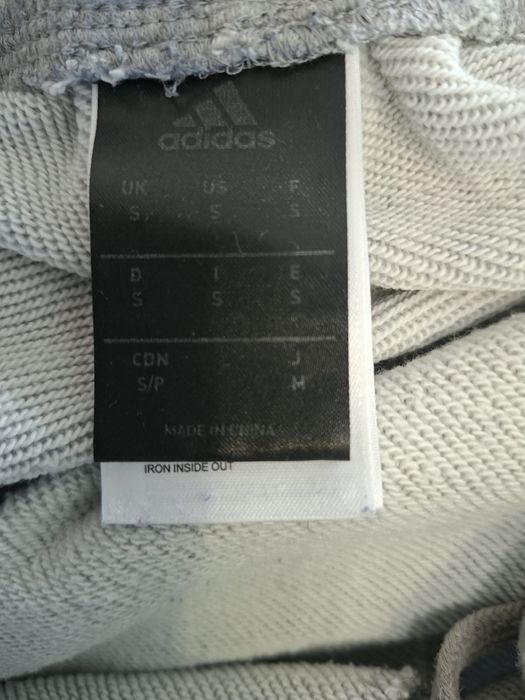 adidas
UK US F
S S S
D I E
S S S
CDN J
S/P M
MADE IN CHINA
IRON INSIDE OUT